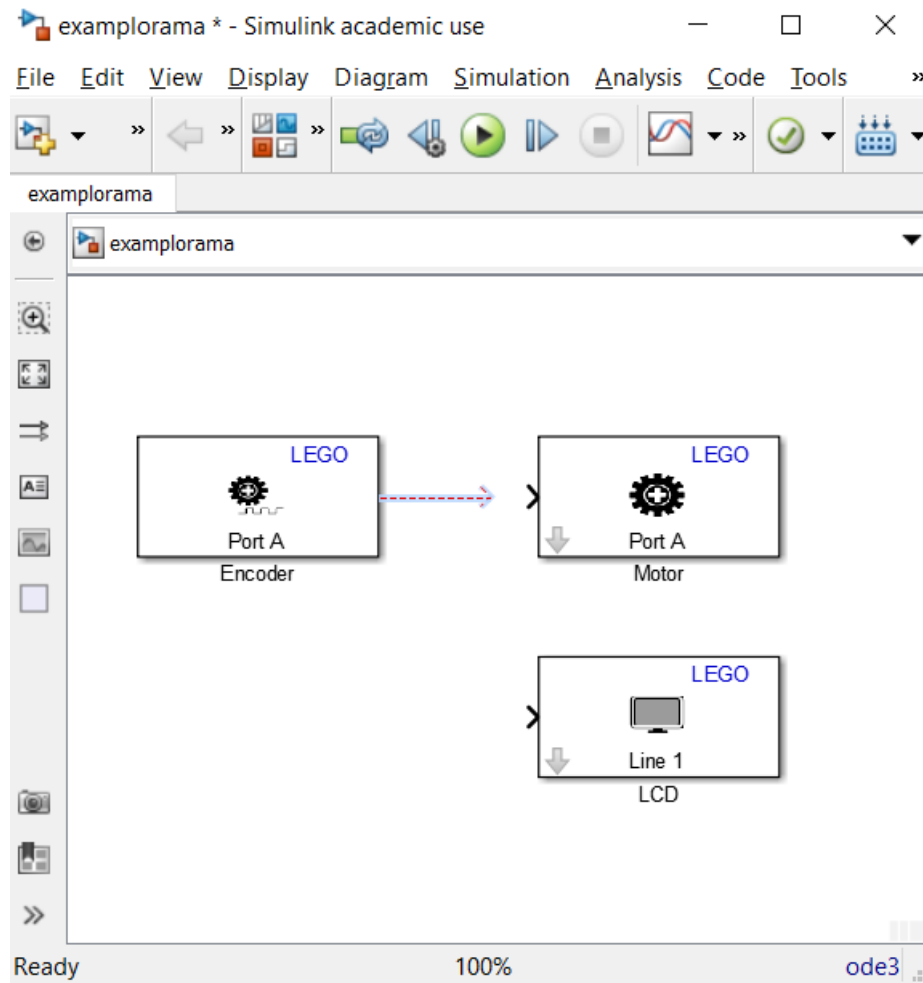 examplorama * - Simulink academic use
File Edit View Display Diagram Simulation Analysis Code Tools »
» » » »
examplorama
examplorama
LEGO
Port A
Encoder
LEGO
Port A
Motor
LEGO
Line 1
LCD
»
Ready 100% ode3